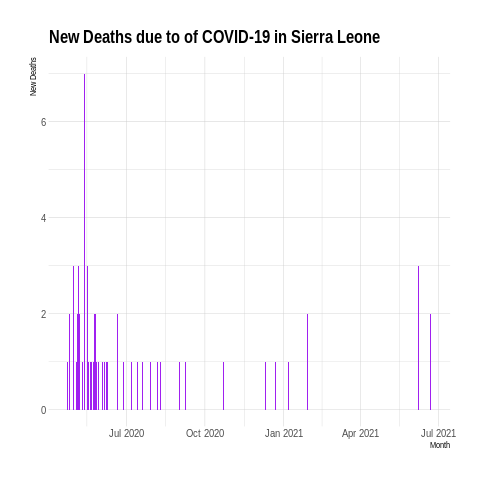 New Deaths due to of COVID-19 in Sierra Leone
New Deaths
6
4
2
0
Jul 2020 Oct 2020 Jan 2021 Apr 2021 Jul 2021
Month